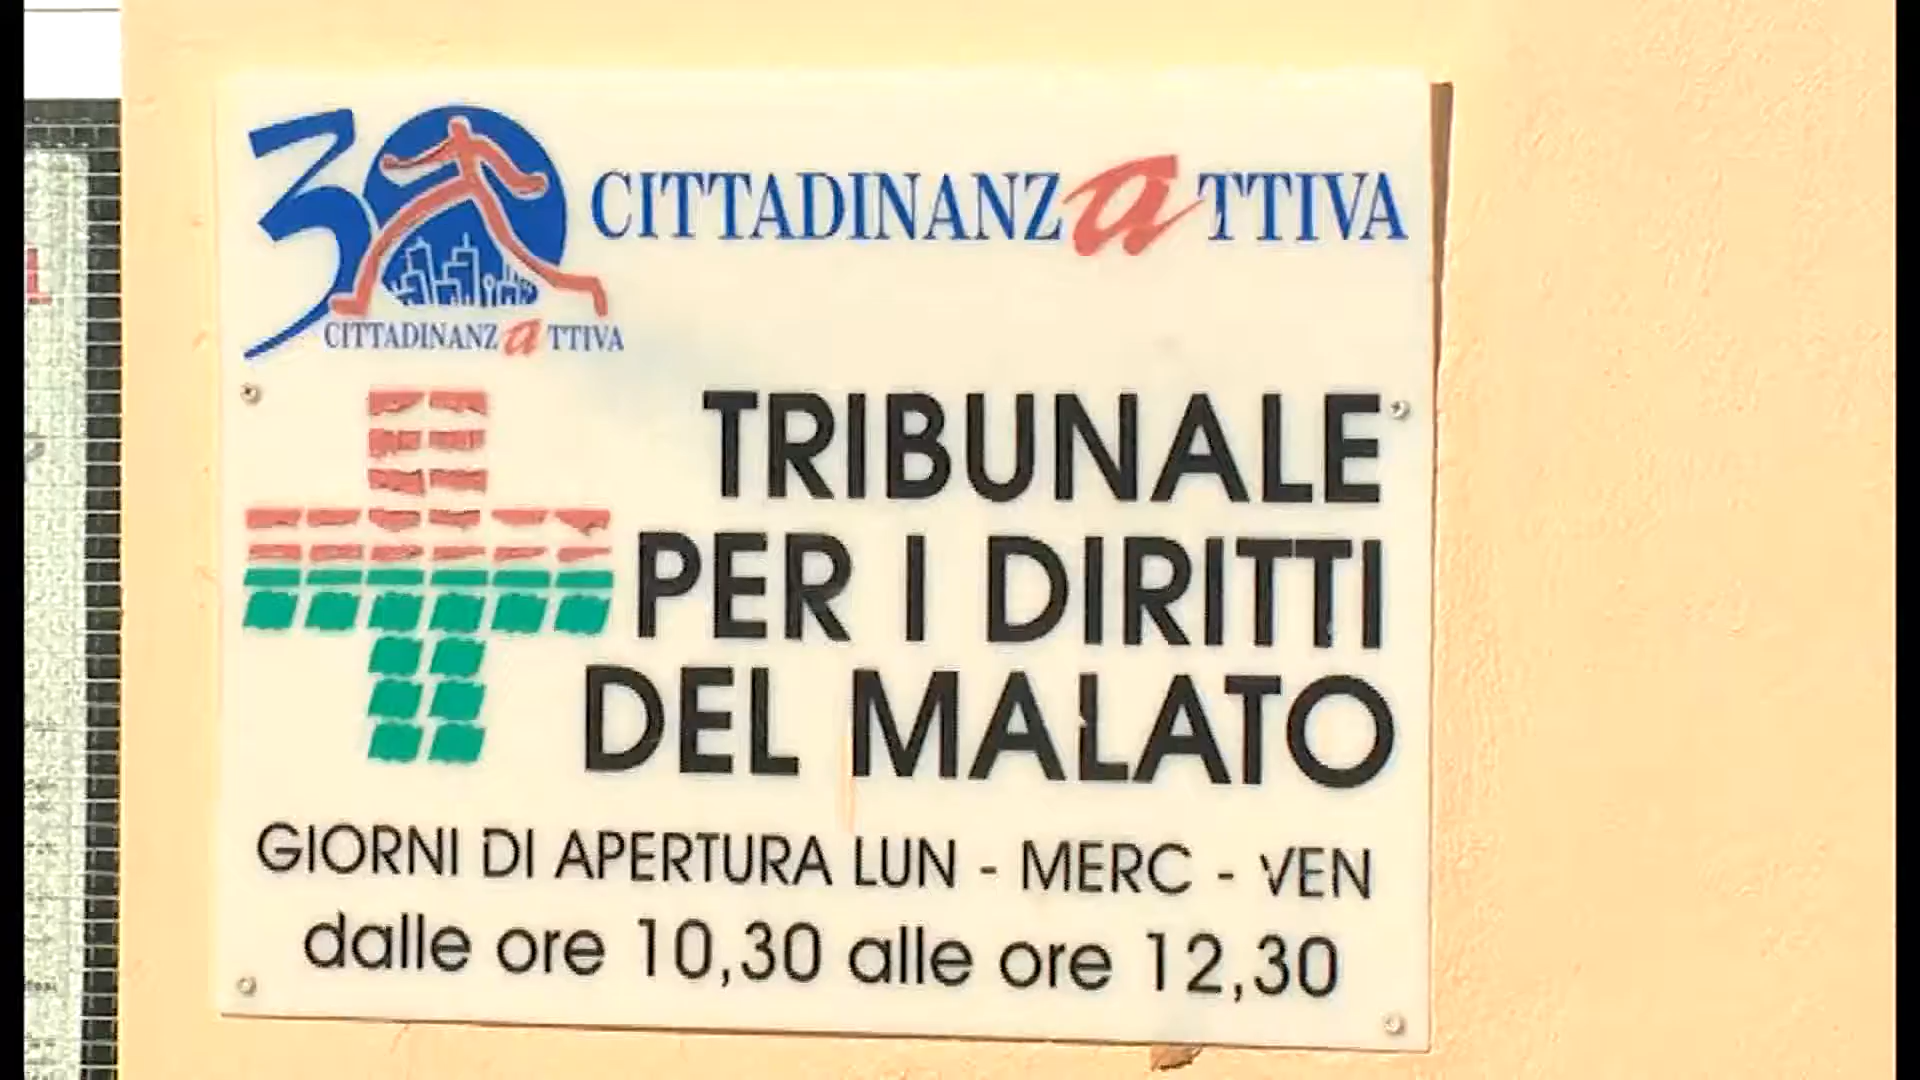 30 CITTADINANZaTTIVA
CITTADINANZaTTIVA
TRIBUNALE
PER I DIRITTI
DEL MALATO
GIORNI DI APERTURA LUN - MERC - VEN
dalle ore 10,30 alle ore 12,30